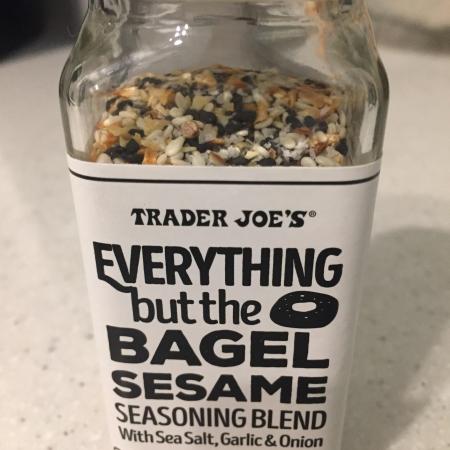 TRADER JOE'S®
EVERYTHING
but the
BAGEL
SESAME
SEASONING BLEND
With Sea Salt, Garlic & Onion